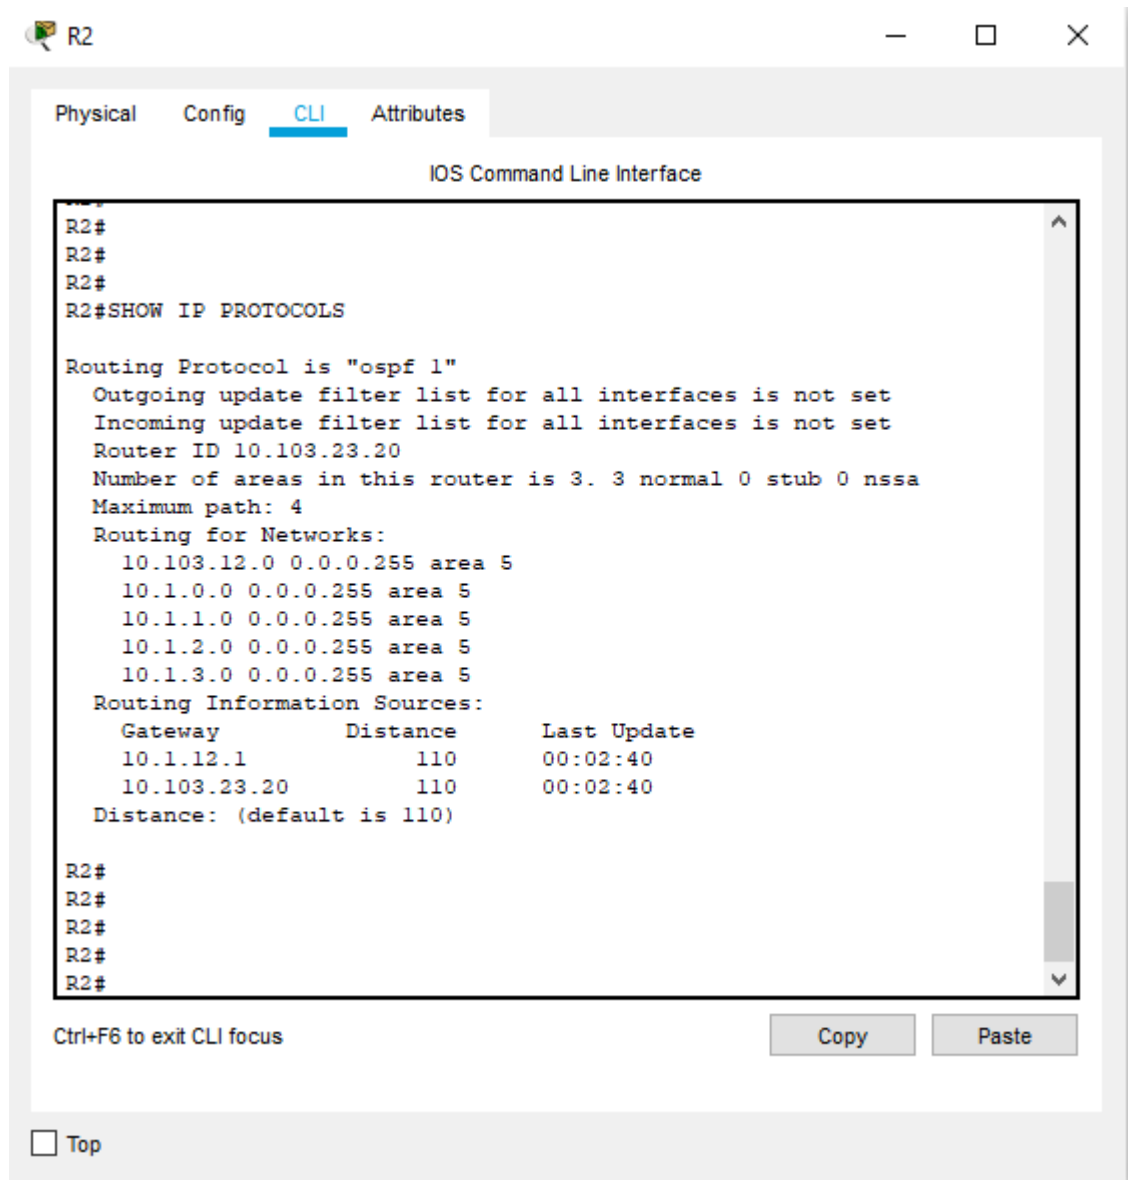 R2
Physical Config CLI Attributes
IOS Command Line Interface
R2#
R2#
R2#
R2#SHOW IP PROTOCOLS
Routing Protocol is "ospf 1"
Outgoing update filter list for all interfaces is not set
Incoming update filter list for all interfaces is not set
Router ID 10.103.23.20
Number of areas in this router is 3. 3 normal 0 stub 0 nssa
Maximum path: 4
Routing for Networks:
10.103.12.0 0.0.0.255 area 5
10.1.0.0 0.0.0.255 area 5
10.1.1.0 0.0.0.255 area 5
10.1.2.0 0.0.0.255 area 5
10.1.3.0 0.0.0.255 area 5
Routing Information Sources:
Gateway Distance Last Update
10.1.12.1 110 00:02:40
10.103.23.20 110 00:02:40
Distance: (default is 110)
R2#
R2#
R2#
R2#
R2#
Ctrl+F6 to exit CLI focus Copy Paste
Top